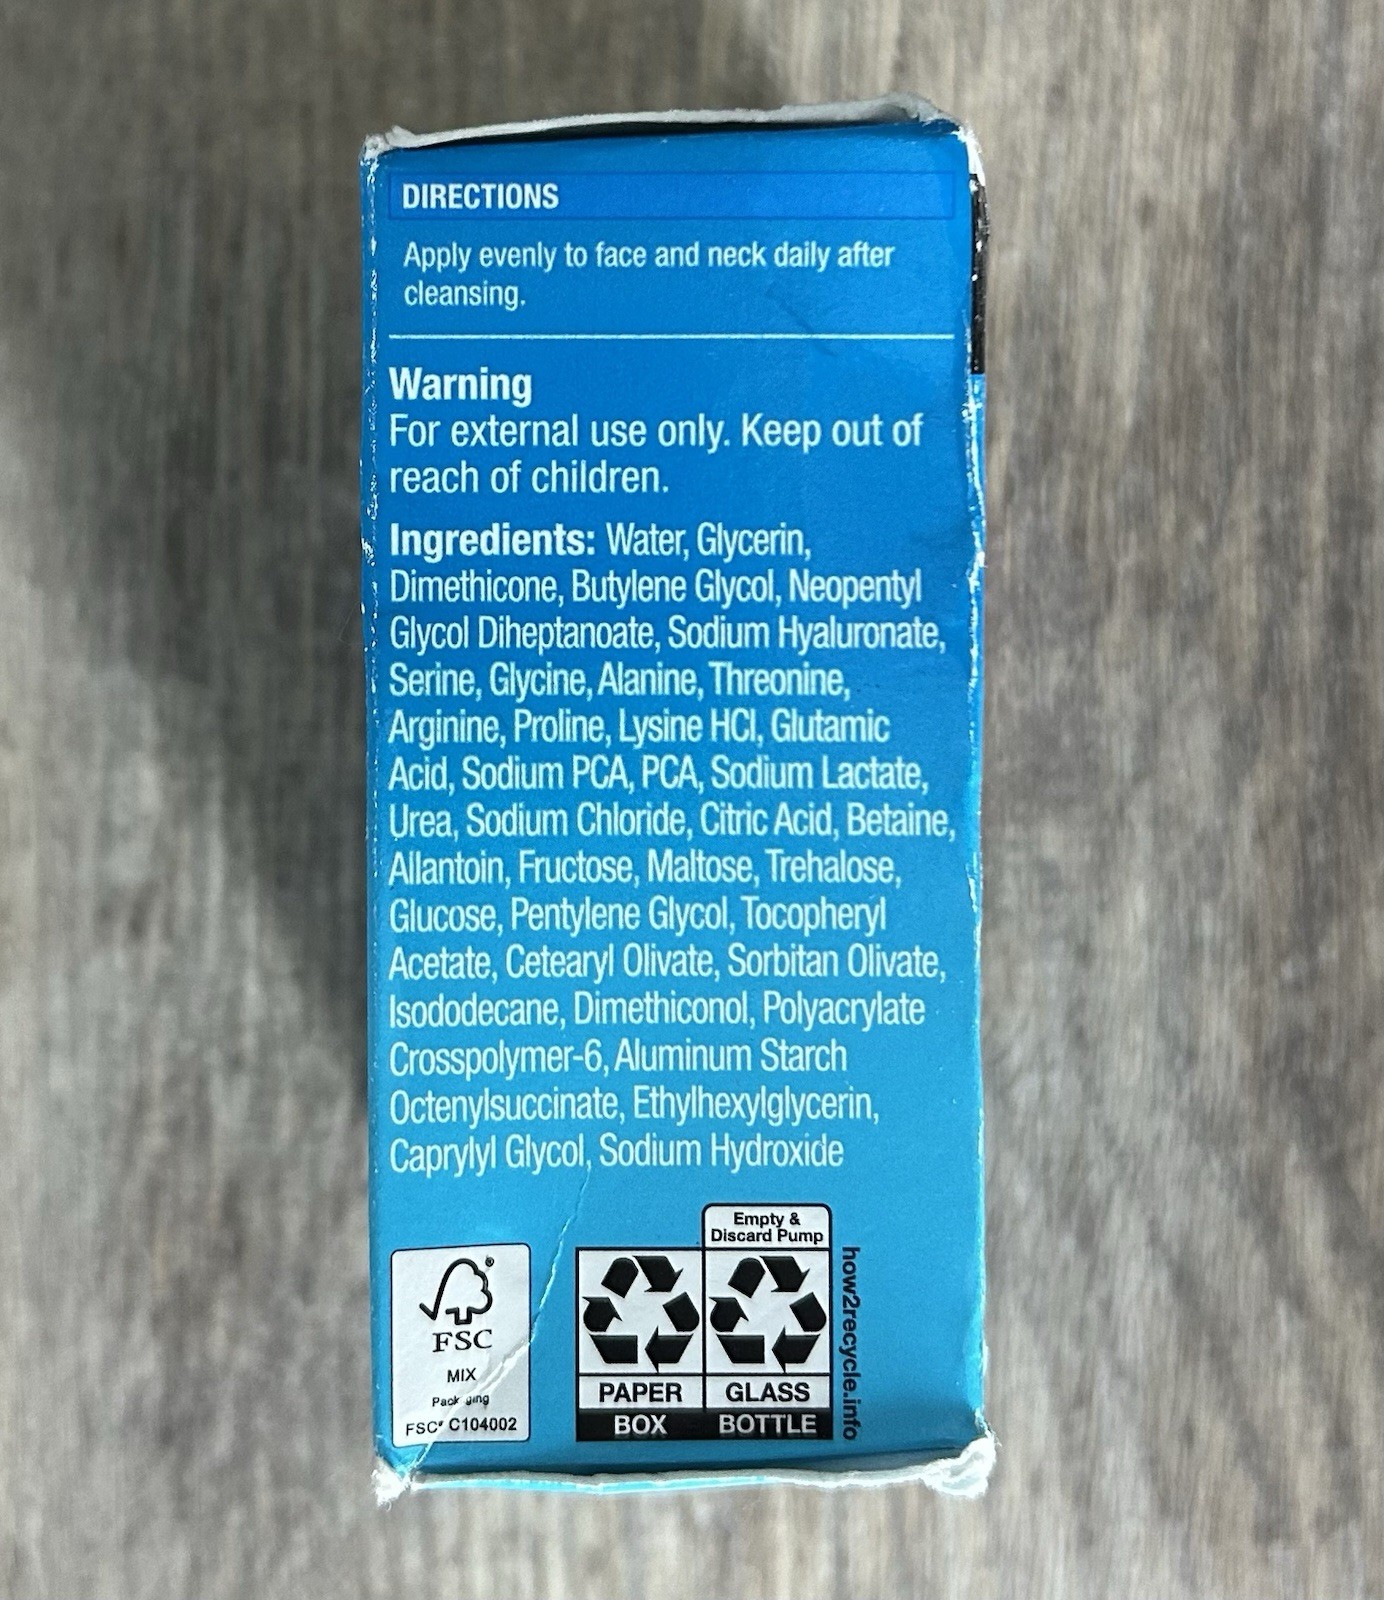 DIRECTIONS
Apply evenly to face and neck daily after
cleansing.
Warning
For external use only. Keep out of
reach of children.
Ingredients: Water, Glycerin,
Dimethicone, Butylene Glycol, Neopentyl
Glycol Diheptanoate, Sodium Hyaluronate,
Serine, Glycine, Alanine, Threonine,
Arginine, Proline, Lysine HCl, Glutamic
Acid, Sodium PCA, PCA, Sodium Lactate,
Urea, Sodium Chloride, Citric Acid, Betaine,
Allantoin, Fructose, Maltose, Trehalose,
Glucose, Pentylene Glycol, Tocopheryl
Acetate, Cetearyl Olivate, Sorbitan Olivate,
Isododecane, Dimethiconol, Polyacrylate
Crosspolymer-6, Aluminum Starch
Octenylsuccinate, Ethylhexylglycerin,
Caprylyl Glycol, Sodium Hydroxide
®
FSC
MIX
Packaging
FSC® C104002
Empty &
Discard Pump
PAPER
BOX
GLASS
BOTTLE
how2recycle.info